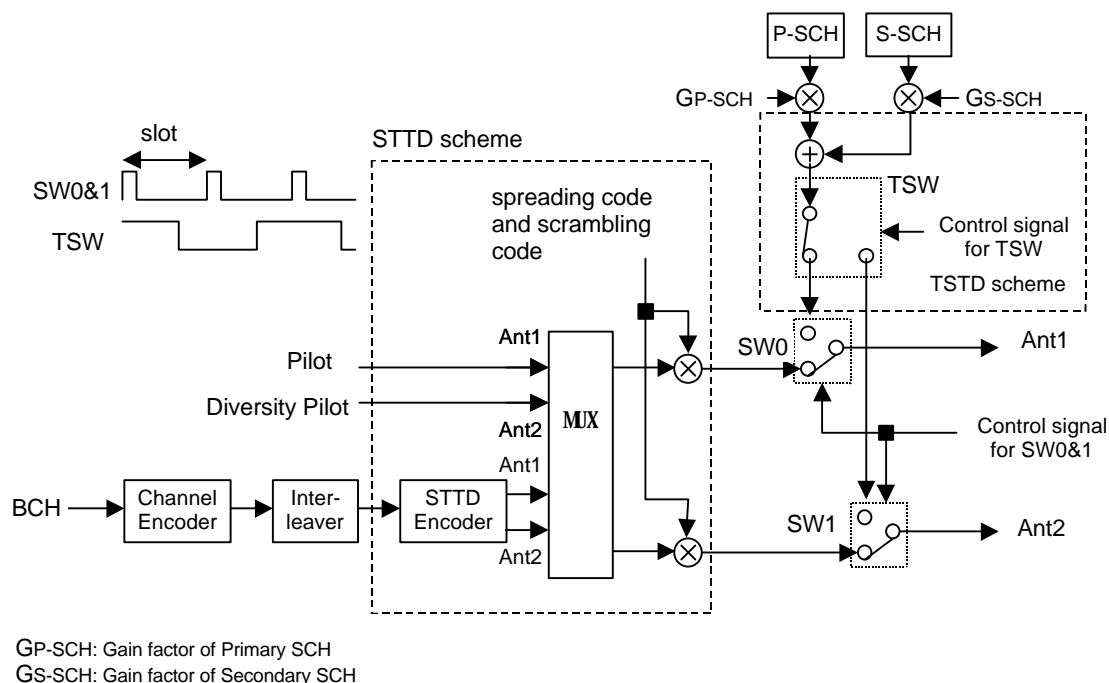 P-SCH
S-SCH
GP-SCH
GS-SCH
slot
STTD scheme
SW0&1
TSW
spreading code
and scrambling
code
TSW
Control signal
for TSW
TSTD scheme
Ant1
SW0
Ant1
Pilot
Diversity Pilot
MUX
Ant2
Control signal
for SW0&1
Ant1
BCH
Channel
Encoder
Inter-
leaver
STTD
Encoder
SW1
Ant2
Ant2
GP-SCH: Gain factor of Primary SCH
GS-SCH: Gain factor of Secondary SCH